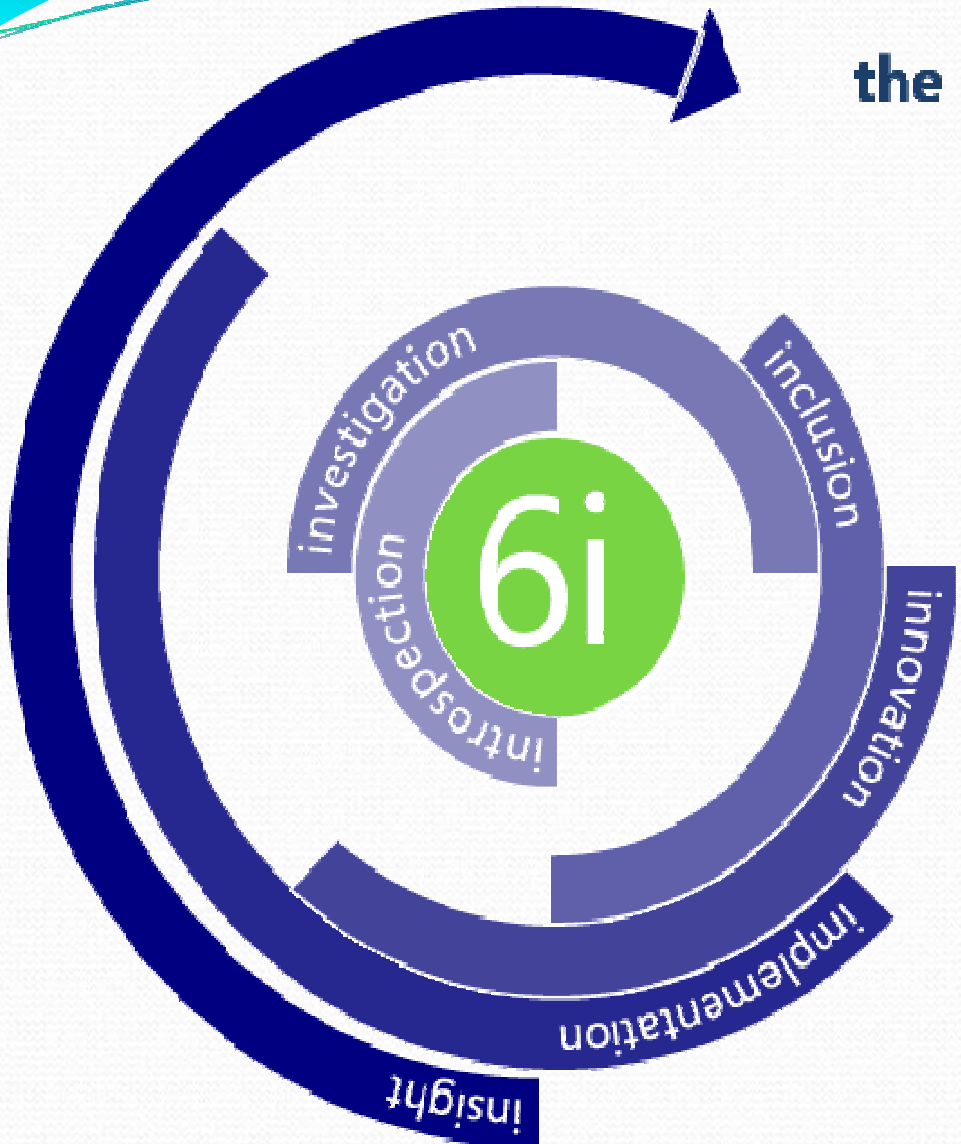 the
6i
introspection
investigation
inclusion
innovation
implementation
insight